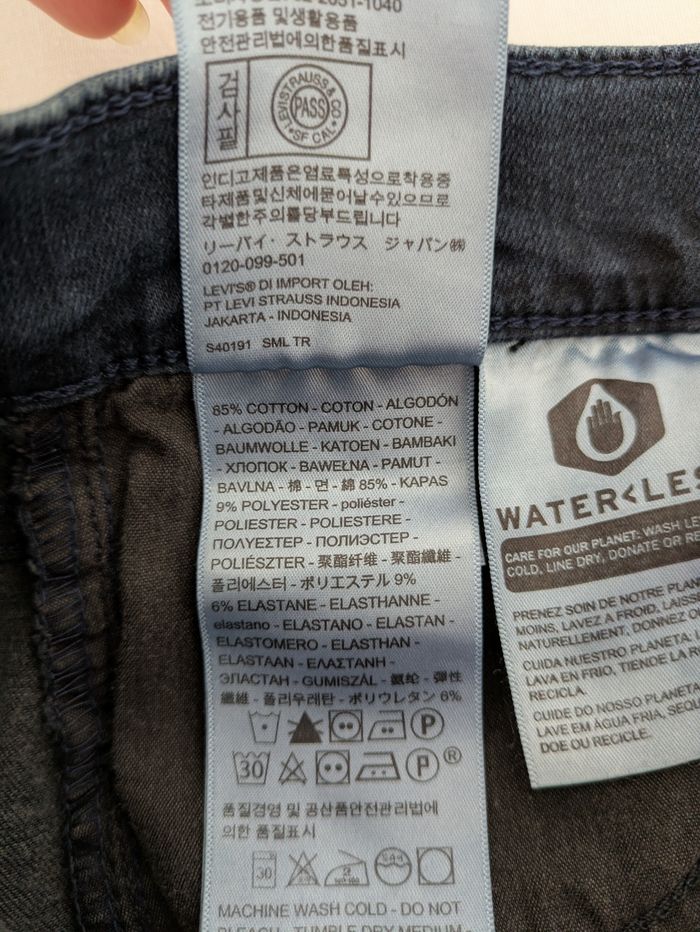 2051-1040
전기용품 및생활용품
안전관리법에의한품질표시
검사필
LEVI STRAUSS & CO
PASS
SF CAL
인디고제품은염료특성으로착용중
타제품및신체에묻어날수있으므로
각별한주의를당부드립니다
リーバイ・ストラウス ジャパン㈱
0120-099-501
LEVI'S® DI IMPORT OLEH:
PT LEVI STRAUSS INDONESIA
JAKARTA - INDONESIA
S40191 SML TR
85% COTTON - COTON - ALGODÓN
- ALGODÃO - PAMUK - COTONE -
BAUMWOLLE - KATOEN - BAMBAKI
- ХЛОПОК - BAWEŁNA - PAMUT -
BAVLNA - 棉 - 면 - 綿 85% - KAPAS
9% POLYESTER - poliéster -
POLIESTER - POLIESTERE -
ΠΟΛΥΕΣΤΕΡ - ПОЛИЭСТЕР -
POLIÉSZTER - 聚酯纤维 - 聚酯纖維 -
폴리에스터 - ポリエステル 9%
6% ELASTANE - ELASTHANNE -
elastano - ELASTANO - ELASTAN -
ELASTOMERO - ELASTHAN -
ELASTAAN - ΕΛΑΣΤΑΝΗ -
ЭЛАСТАН - GUMISZÁL - 氨纶 - 彈性
纖維 - 폴리우레탄 - ポリウレタン 6%
P
30 P ®
품질경영 및 공산품안전관리법에
의한 품질표시
30
MACHINE WASH COLD - DO NOT
BLEACH - TUMBLE DRY MEDIUM -
WATER<LES
CARE FOR OUR PLANET: WASH
COLD, LINE DRY, DONATE OR RE
PRENEZ SOIN DE NOTRE PLAN
MOINS, LAVEZ A FROID, LAISS
NATURELLEMENT, DONNEZ O
CUIDA NUESTRO PLANETA
LAVA EN FRIO, TIENDE LA RO
RECICLA.
CUIDE DO NOSSO PLANETA
LAVE EM ÁGUA FRIA, SEQU
DOE OU RECICLE.